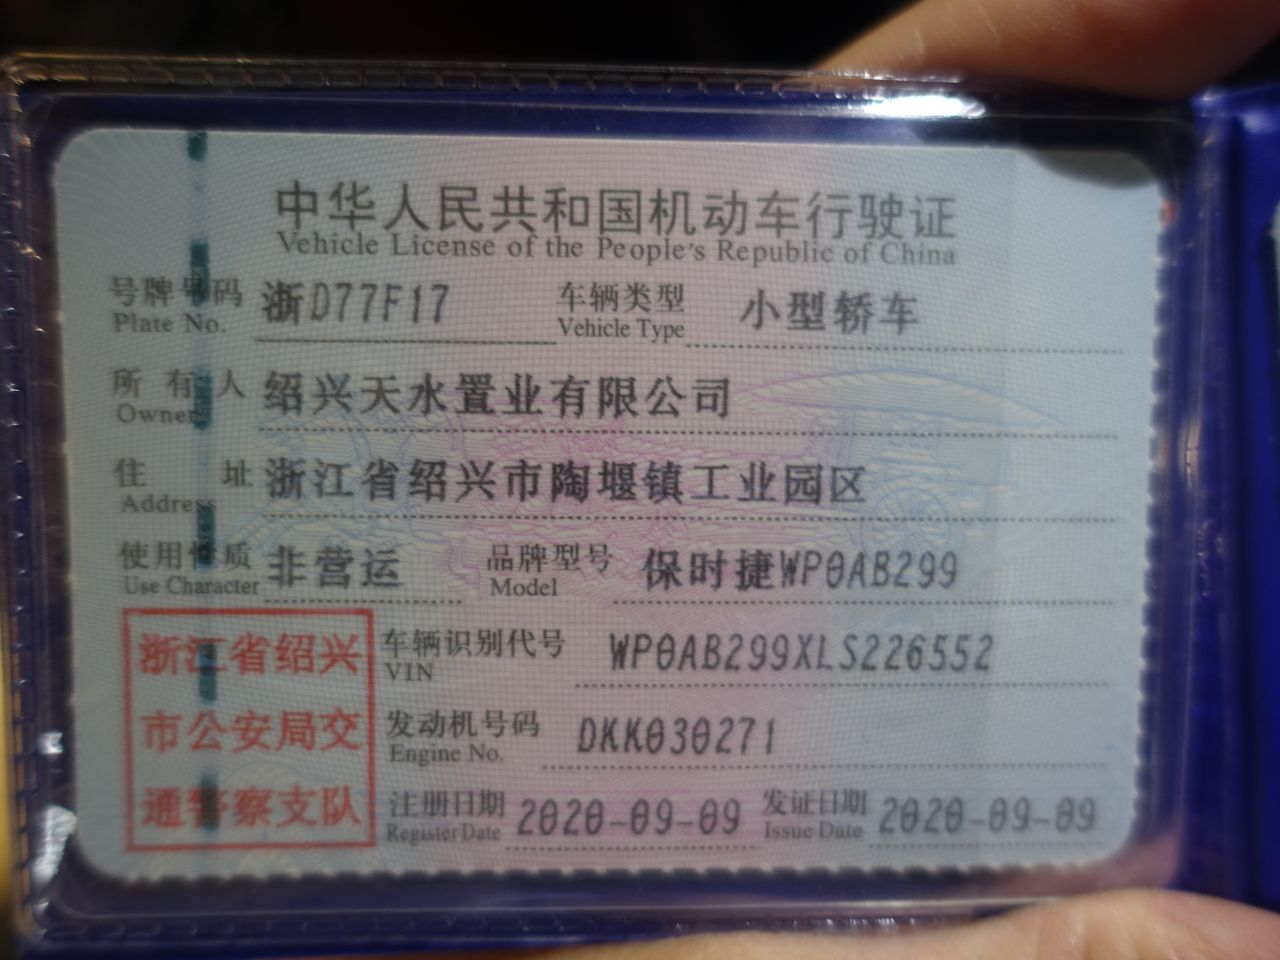 中华人民共和国机动车行驶证
Vehicle License of the People's Republic of China
号牌号码 浙D77F17 车辆类型 小型轿车
Plate No. Vehicle Type
所有人 绍兴天水置业有限公司
Owner
住址 浙江省绍兴市陶堰镇工业园区
Address
使用性质 非营运 品牌型号 保时捷WP0AB299
Use Character Model
浙江省绍兴
市公安局交
通警察支队
车辆识别代号 WP0AB299XLS226552
VIN
发动机号码 DKK030271
Engine No.
注册日期 2020-09-09 发证日期 2020-09-09
Register Date Issue Date